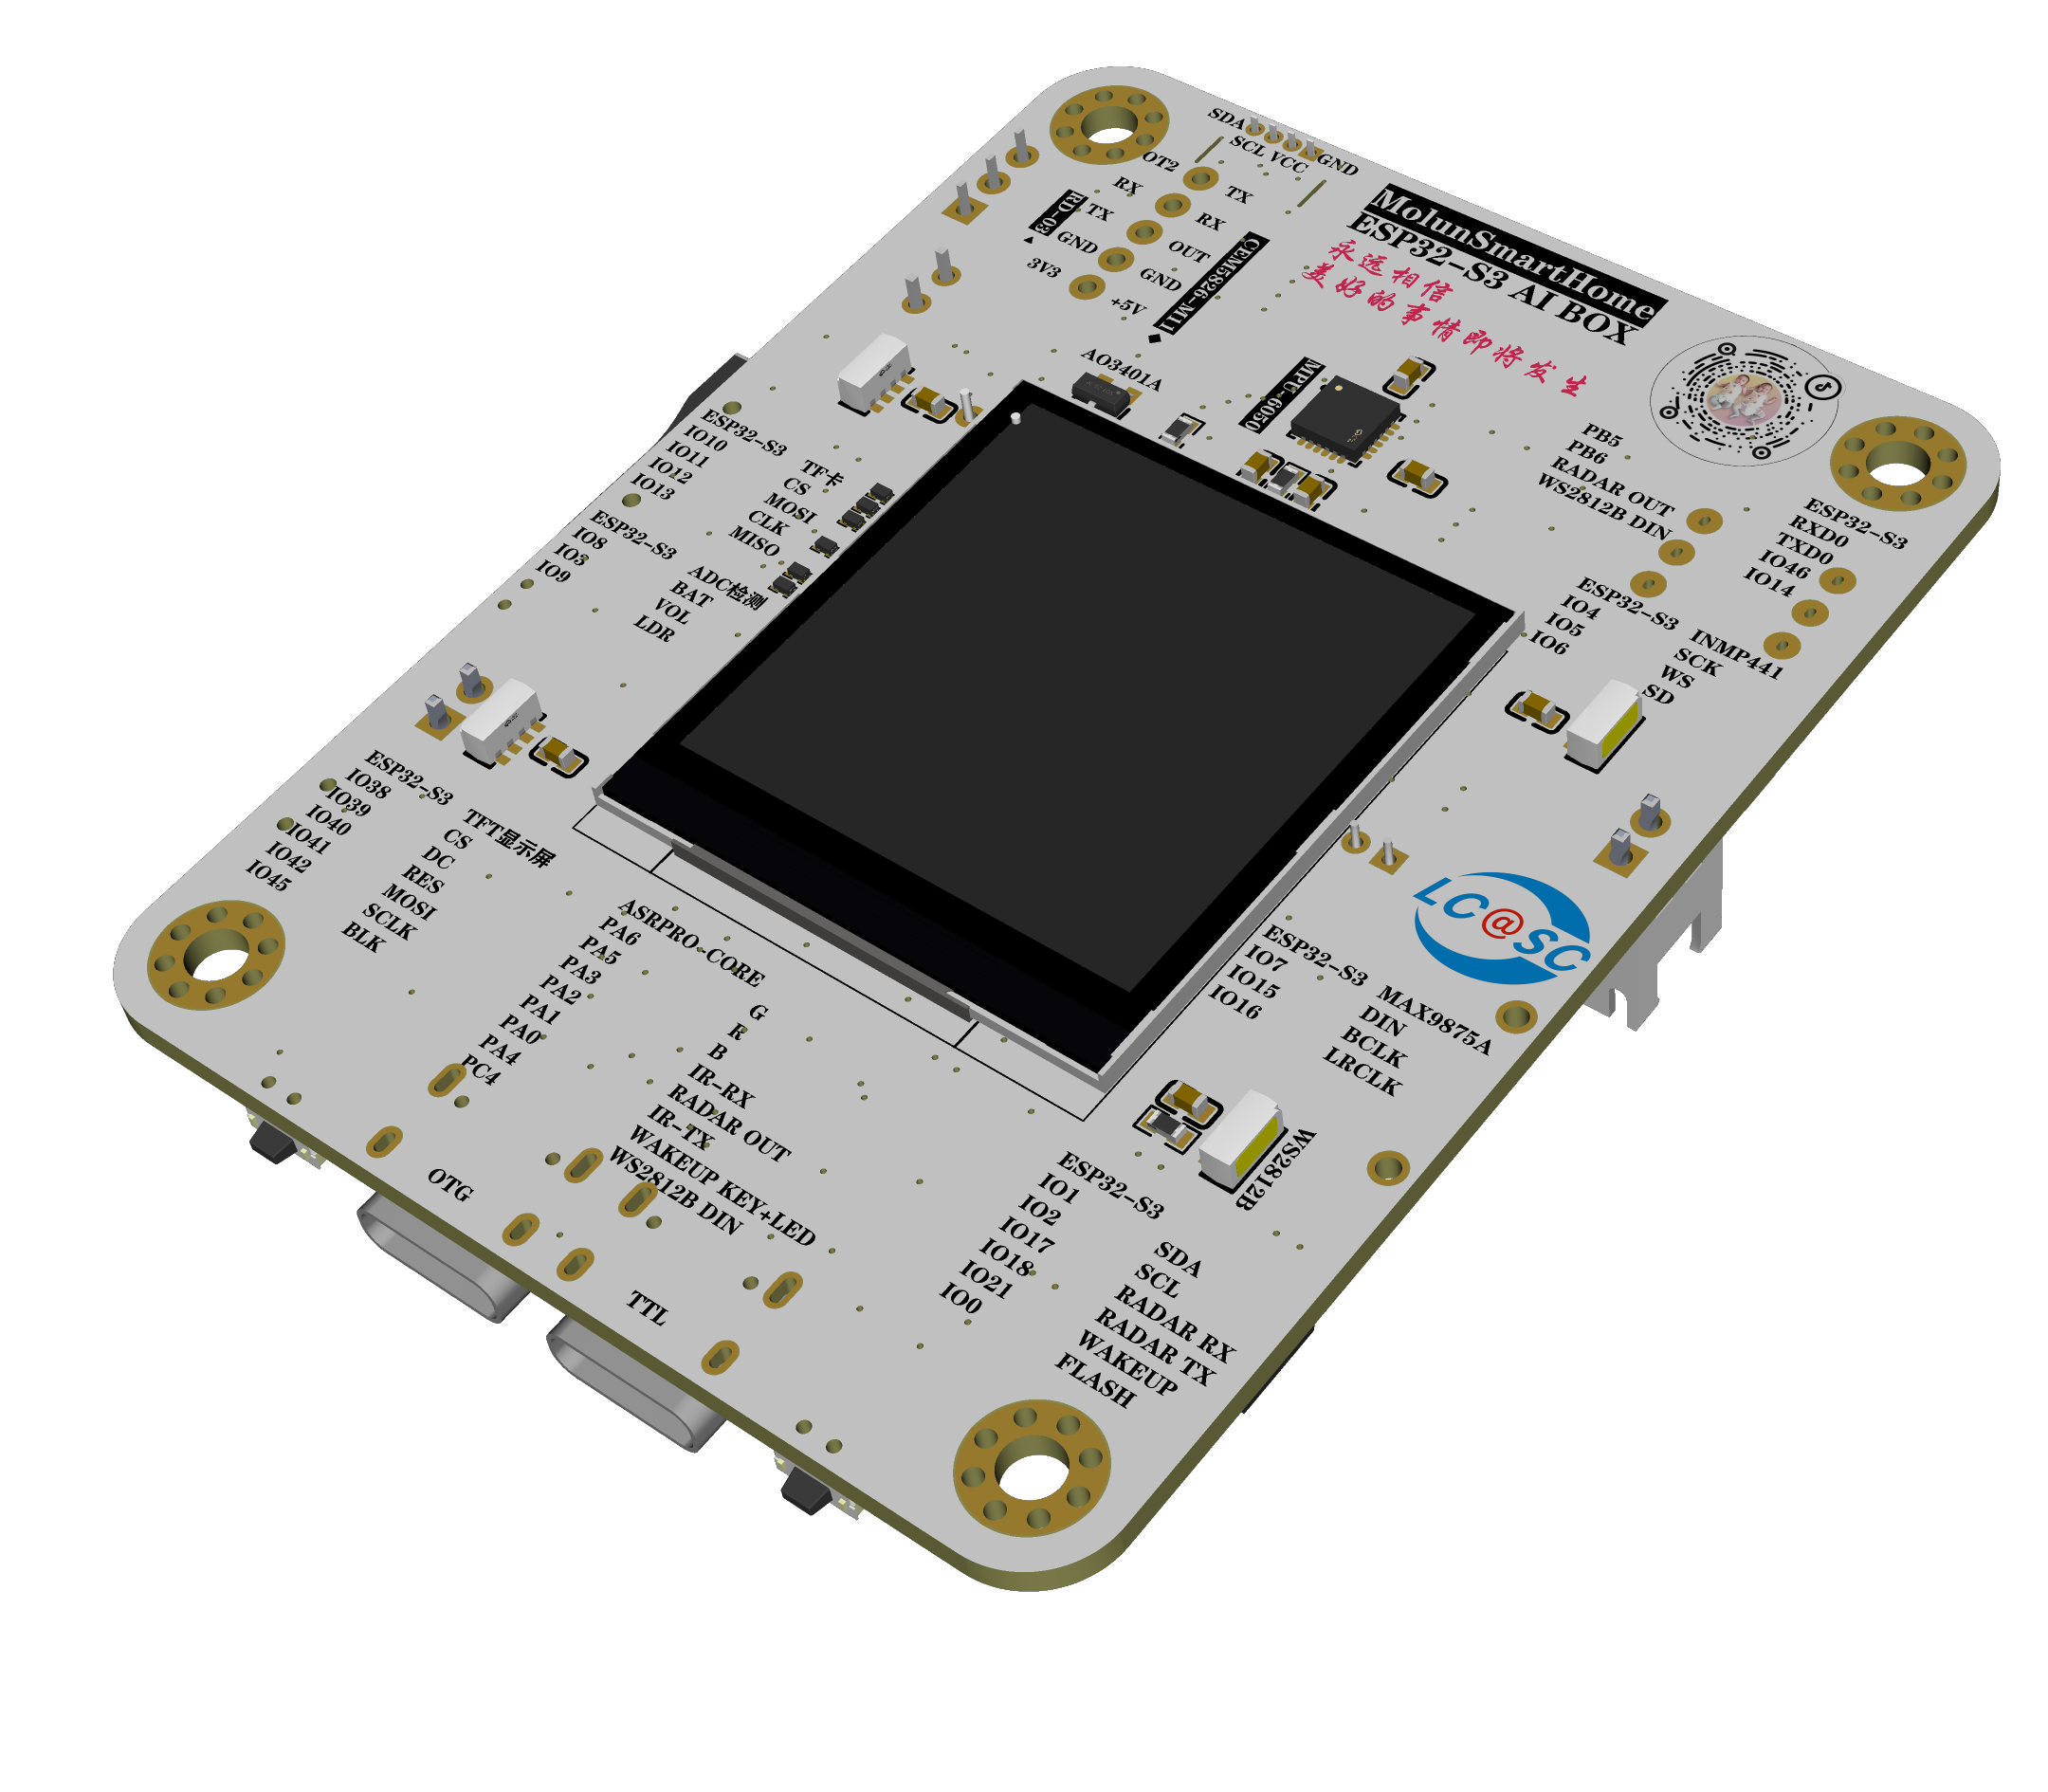 SDA
SCL VCC
GND
OT2
RX
TX
GND
3V3
RD-03
TX
RX
OUT
GND
+5V
CEM5826-M11
MolunSmartHome
ESP32-S3 AI BOX
永远相信
美好的事情即将发生
AO3401A
MPU-6050
ESP32-S3
IO10
IO11
IO12
IO13
TF卡
CS
MOSI
CLK
MISO
ESP32-S3
IO8
IO3
IO9
ADC检测
BAT
VOL
LDR
PB5
PB6
RADAR OUT
WS2812B DIN
ESP32-S3
RXD0
TXD0
IO46
IO14
ESP32-S3
IO4
IO5
IO6
INMP441
SCK
WS
SD
ESP32-S3
IO38
IO39
IO40
IO41
IO42
IO45
TFT显示屏
CS
DC
RES
MOSI
SCLK
BLK
LC@SC
ASRPRO-CORE
PA6
PA5
PA3
PA2
PA1
PA0
PA4
PC4
G
R
B
IR-RX
RADAR OUT
IR-TX
WAKEUP KEY+LED
WS2812B DIN
ESP32-S3
IO7
IO15
IO16
MAX9875A
DIN
BCLK
LRCLK
WS2812B
ESP32-S3
IO1
IO2
IO17
IO18
IO21
IO0
SDA
SCL
RADAR RX
RADAR TX
WAKEUP
FLASH
OTG
TTL